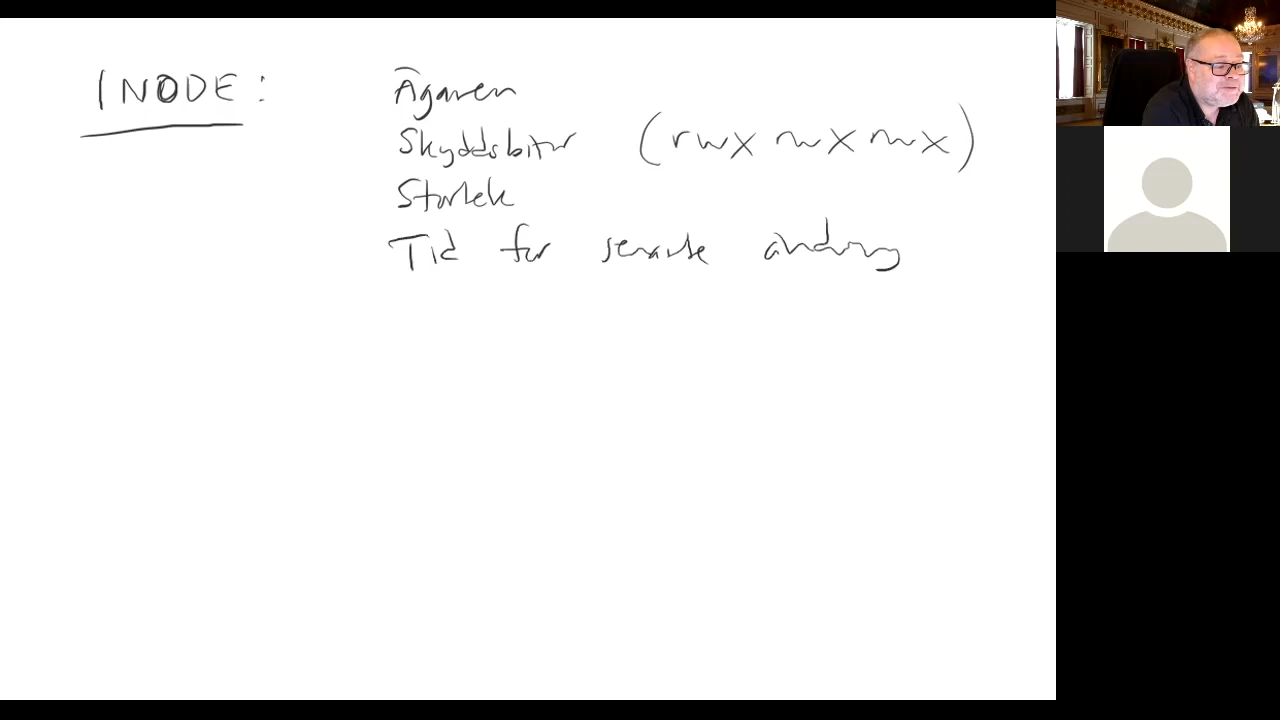 INODE:
Ägaren
Skyddsbitar (rwx rwx rwx)
Storlek
Tid för senaste ändring